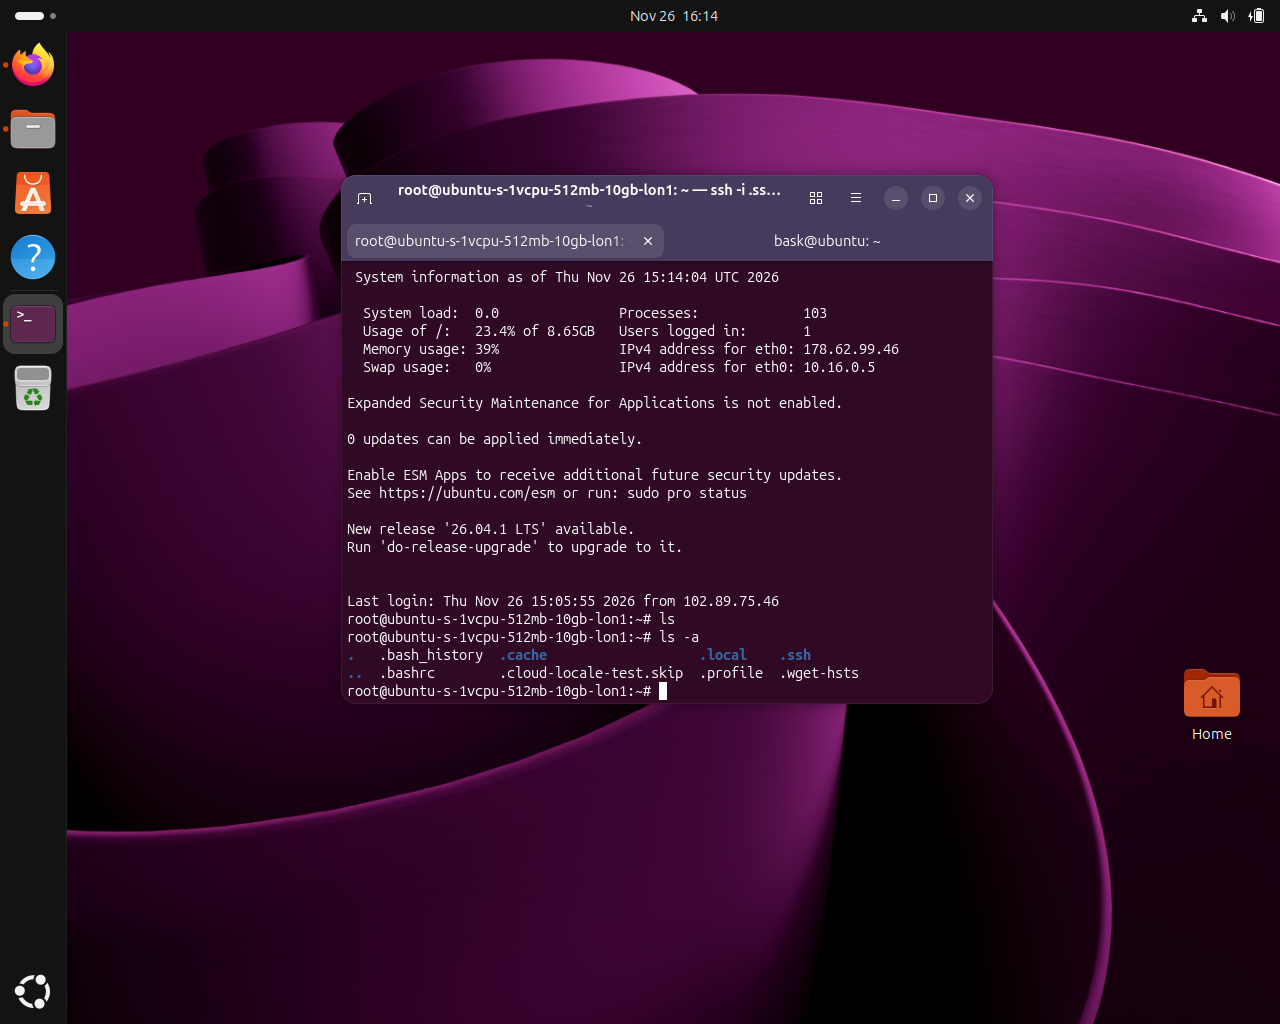 Nov 26 16:14
root@ubuntu-s-1vcpu-512mb-10gb-lon1: ~ — ssh -i .ss…
~
root@ubuntu-s-1vcpu-512mb-10gb-lon1:
bask@ubuntu: ~
System information as of Thu Nov 26 15:14:04 UTC 2026
System load: 0.0 Processes: 103
Usage of /: 23.4% of 8.65GB Users logged in: 1
Memory usage: 39% IPv4 address for eth0: 178.62.99.46
Swap usage: 0% IPv4 address for eth0: 10.16.0.5
Expanded Security Maintenance for Applications is not enabled.
0 updates can be applied immediately.
Enable ESM Apps to receive additional future security updates.
See https://ubuntu.com/esm or run: sudo pro status
New release '26.04.1 LTS' available.
Run 'do-release-upgrade' to upgrade to it.
Last login: Thu Nov 26 15:05:55 2026 from 102.89.75.46
root@ubuntu-s-1vcpu-512mb-10gb-lon1:~# ls
root@ubuntu-s-1vcpu-512mb-10gb-lon1:~# ls -a
. .bash_history .cache .local .ssh
.. .bashrc .cloud-locale-test.skip .profile .wget-hsts
root@ubuntu-s-1vcpu-512mb-10gb-lon1:~#
Home